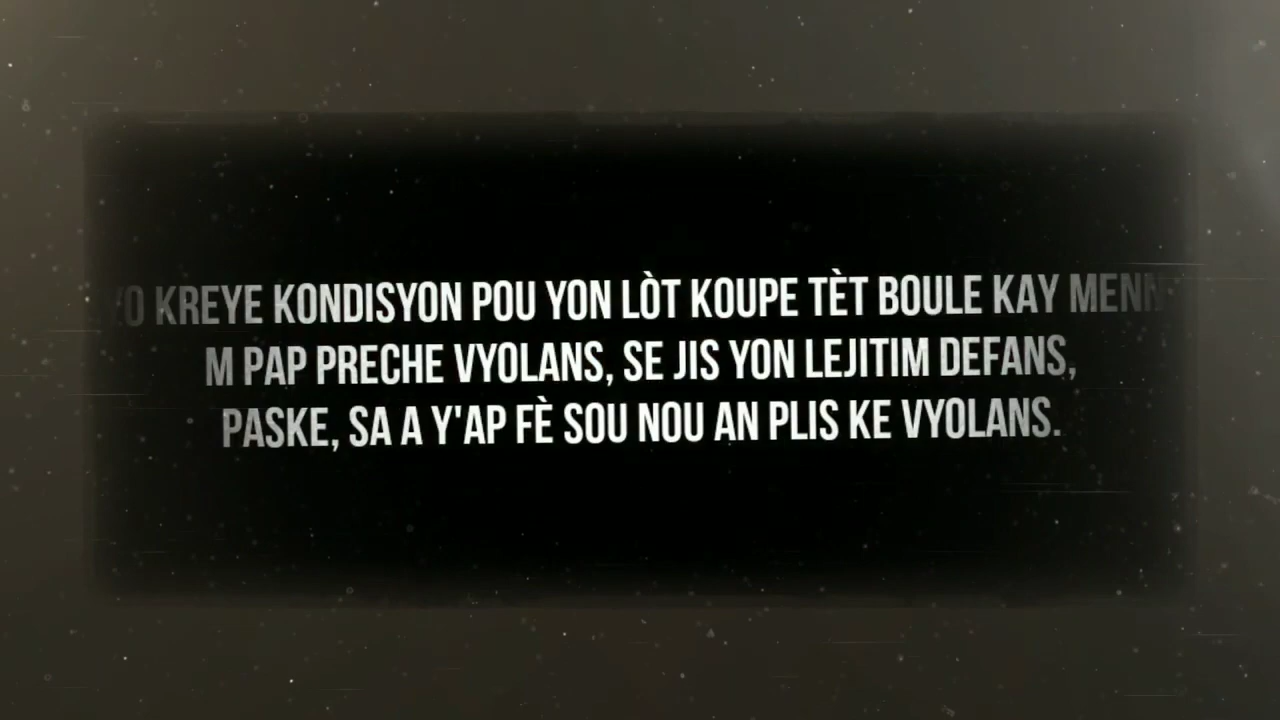 YO KREYE KONDISYON POU YON LÒT KOUPE TÈT BOULE KAY
M PAP PRECHE VYOLANS, SE JIS YON LEJITIM DEFANS,
PASKE, SA A Y'AP FÈ SOU NOU AN PLIS KE VYOLANS.